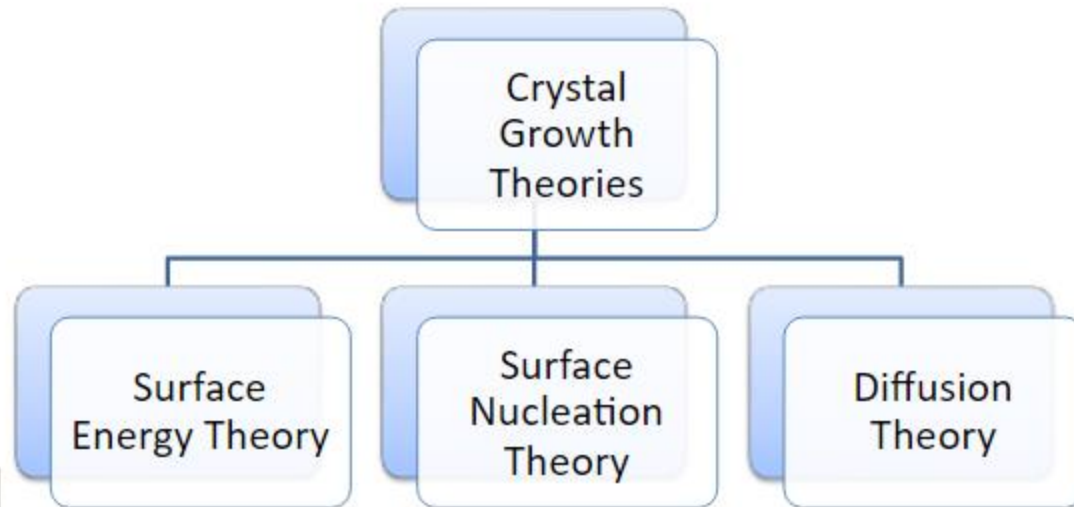 Crystal
Growth
Theories
Surface
Energy Theory
Surface
Nucleation
Theory
Diffusion
Theory